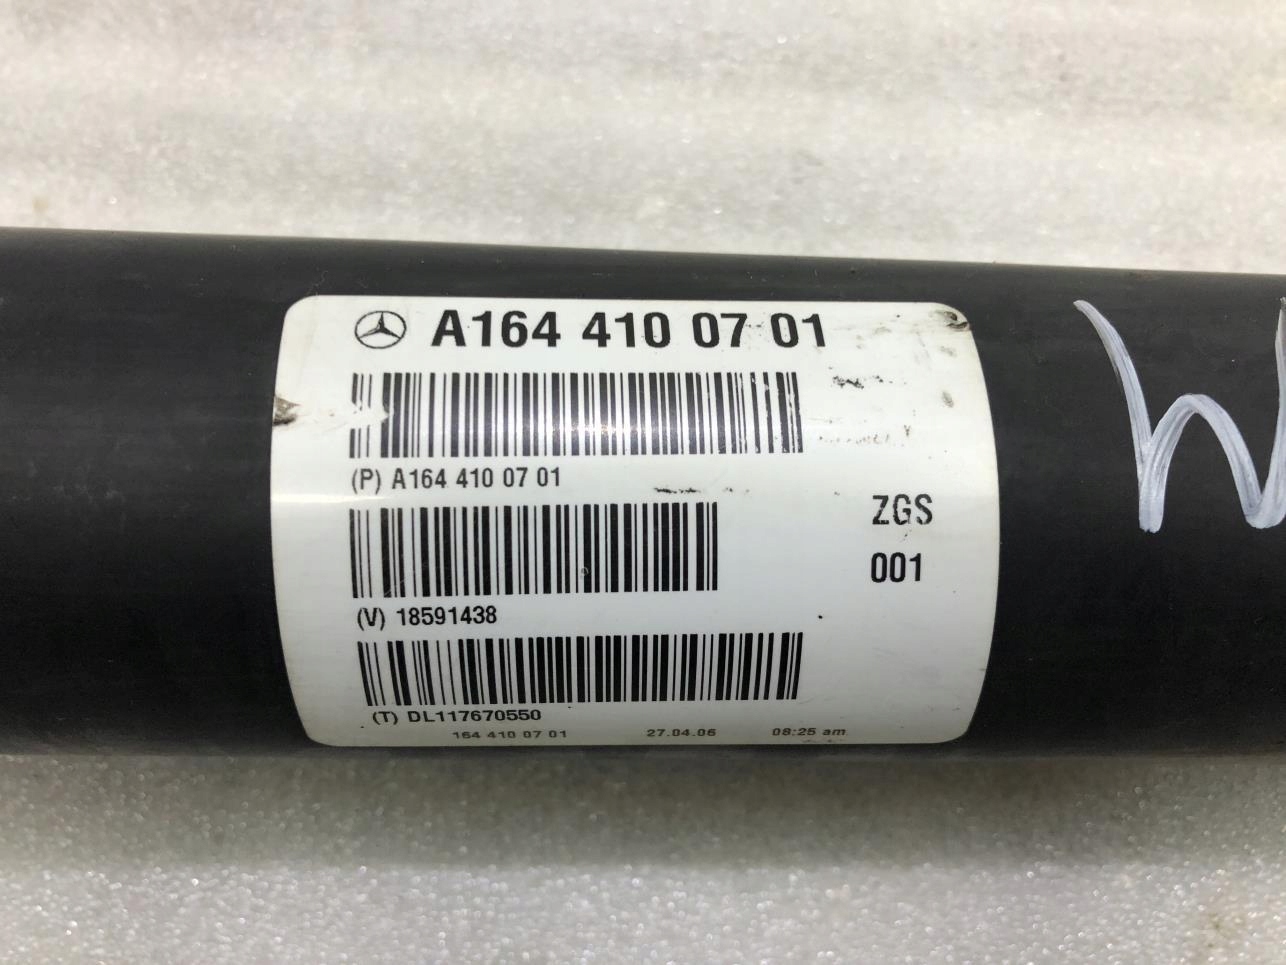 A164 410 07 01
(P) A164 410 07 01
ZGS
001
(V) 18591438
(T) DL117670550
164 410 07 01 27.04.06 08:25 am